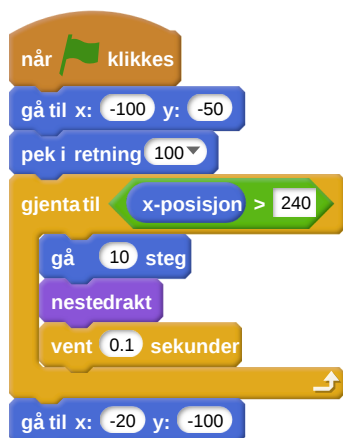 når klikkes
gå til x: -100 y: -50
pek i retning 100
gjenta til x-posisjon > 240
gå 10 steg
nestedrakt
vent 0.1 sekunder
gå til x: -20 y: -100